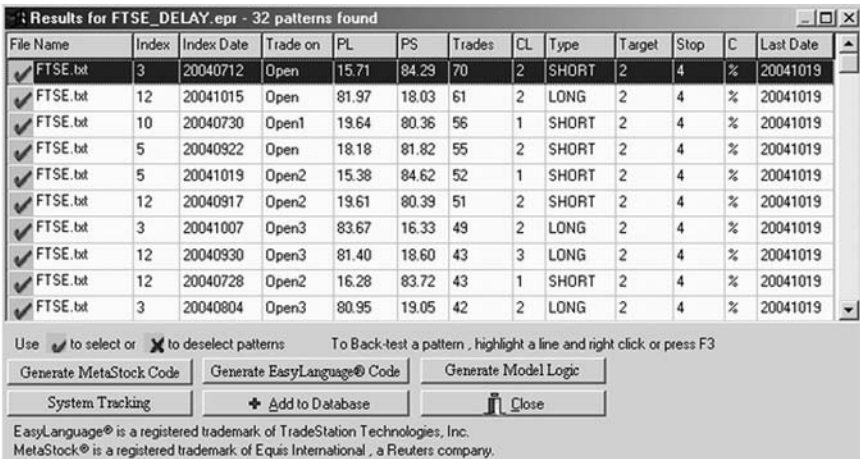 Results for FTSE_DELAY.epr - 32 patterns found
File Name Index Index Date Trade on PL PS Trades CL Type Target Stop C Last Date
FTSE.txt 3 20040712 Open 15.71 84.29 70 2 SHORT 2 4 % 20041019
FTSE.txt 12 20041015 Open 81.97 18.03 61 2 LONG 2 4 % 20041019
FTSE.txt 10 20040730 Open1 19.64 80.36 56 1 SHORT 2 4 % 20041019
FTSE.txt 5 20040922 Open 18.18 81.82 55 2 SHORT 2 4 % 20041019
FTSE.txt 5 20041019 Open2 15.38 84.62 52 1 SHORT 2 4 % 20041019
FTSE.txt 12 20040917 Open2 19.61 80.39 51 2 SHORT 2 4 % 20041019
FTSE.txt 3 20041007 Open3 83.67 16.33 49 2 LONG 2 4 % 20041019
FTSE.txt 12 20040930 Open3 81.40 18.60 43 3 LONG 2 4 % 20041019
FTSE.txt 12 20040728 Open2 16.28 83.72 43 1 SHORT 2 4 % 20041019
FTSE.txt 3 20040804 Open3 80.95 19.05 42 2 LONG 2 4 % 20041019
Use to select or to deselect patterns To Back-test a pattern , highlight a line and right click or press F3
Generate MetaStock Code Generate EasyLanguage® Code Generate Model Logic
System Tracking Add to Database Close
EasyLanguage® is a registered trademark of TradeStation Technologies, Inc.
MetaStock® is a registered trademark of Equis International , a Reuters company.